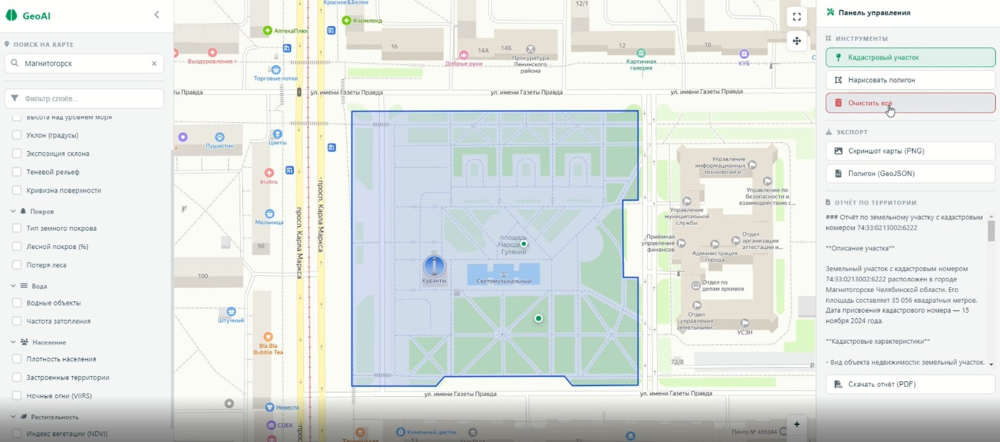 GeoAI
ПОИСК НА КАРТЕ
Магнитогорск
Фильтр слоёв...
Высота над уровнем моря
Уклон (градусы)
Экспозиция склона
Теневой рельеф
Кривизна поверхности
Покров
Тип земного покрова
Лесной покров (%)
Потеря леса
Вода
Водные объекты
Частота затопления
Население
Плотность населения
Застроенные территории
Ночные огни (VIIRS)
Растительность
Индекс вегетации (NDVI)
Красное&Белое
12/1
АптекаПлюс
Фармленд
16
14А
14Б
12
10
Выздоровление +
Добрые руки
Прокуратура
Ленинского
района
Картинная
галерея
КУБ
Торговые лотки
ты Правда
ул. имени Газеты Правда
ул. имени Газеты Правда
ул. имени Газеты Правда
Пушистик
Цветы
Invitro
Мельница
98
100
просп. Карла Маркса
просп. Карла Маркса
площадь
Народных
Гуляний
Куранты
Светомузыкальный
Управление
информационных
технологий и...
Управление по
безопасности и
взаимодействию с...
Управление
муниципальной
службы
Приёмная
управления
финансов
Отдел
организации
аттестации и...
Администрация
города
Отдел по
делам архивов
Отдел
управления
земельными...
УСЗН
72/8
Штучный
Bla Bla
Bubble Tea
ул. имени Газеты Правда
ул. имени Газеты Правда
Невеста
CDEK
Каменный цветок
13
11
Почта № 455044
+
Панель управления
ИНСТРУМЕНТЫ
Кадастровый участок
Нарисовать полигон
Очистить всё
ЭКСПОРТ
Скриншот карты (PNG)
Полигон (GeoJSON)
ОТЧЁТ ПО ТЕРРИТОРИИ
### Отчёт по земельному участку с кадастровым
номером 74:33:0213002:6222
**Описание участка**
Земельный участок с кадастровым номером
74:33:0213002:6222 расположен в городе
Магнитогорске Челябинской области. Его
площадь составляет 35 056 квадратных метров.
Дата присвоения кадастрового номера — 15
ноября 2024 года.
**Кадастровые характеристики**
- Вид объекта недвижимости: земельный участок.
Скачать отчёт (PDF)